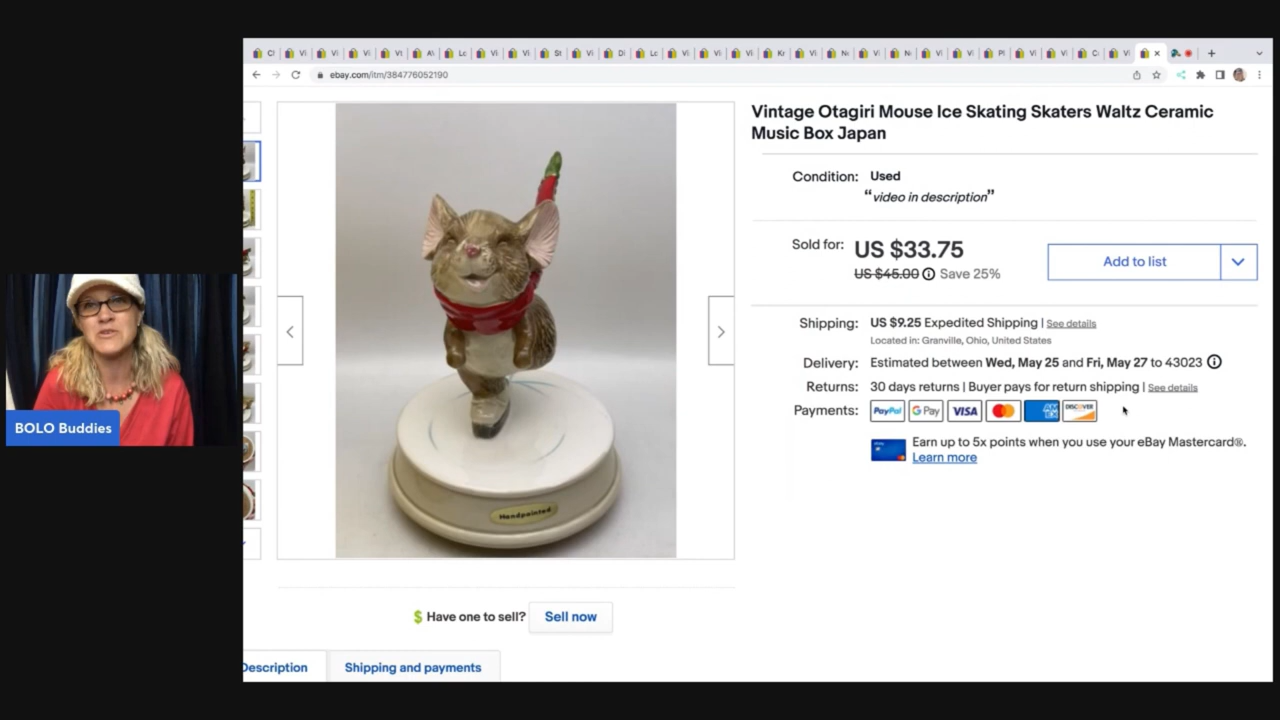 ebay.com/itm/384776052190
Vintage Otagiri Mouse Ice Skating Skaters Waltz Ceramic
Music Box Japan
Condition: Used
“video in description”
Sold for: US $33.75
US $45.00 Save 25%
Add to list
Shipping: US $9.25 Expedited Shipping | See details
Located in: Granville, Ohio, United States
Delivery: Estimated between Wed, May 25 and Fri, May 27 to 43023
Returns: 30 days returns | Buyer pays for return shipping | See details
Payments: PayPal G Pay VISA DISCOVER
Earn up to 5x points when you use your eBay Mastercard®.
Learn more
Handpainted
BOLO Buddies
$ Have one to sell? Sell now
Description
Shipping and payments